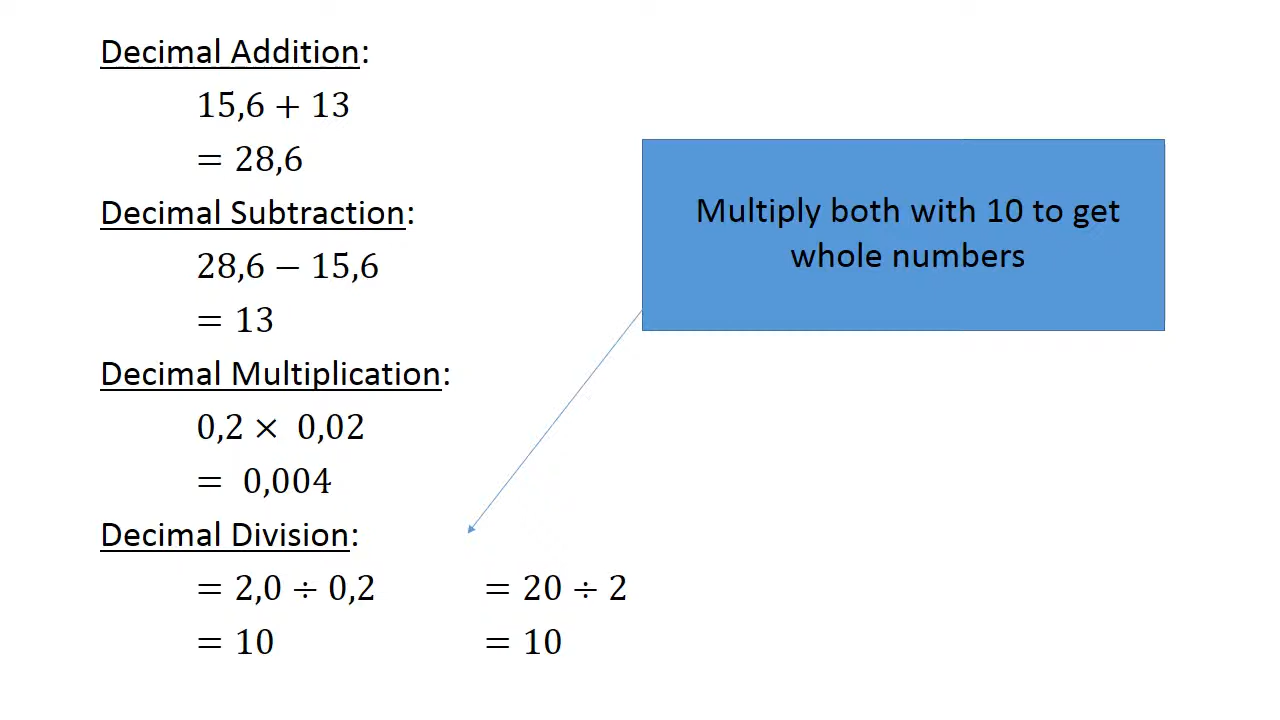 Decimal Addition:
15,6 + 13
= 28,6
Decimal Subtraction:
28,6 − 15,6
= 13
Decimal Multiplication:
0,2 × 0,02
= 0,004
Decimal Division:
= 2,0 ÷ 0,2
= 10
= 20 ÷ 2
= 10
Multiply both with 10 to get
whole numbers